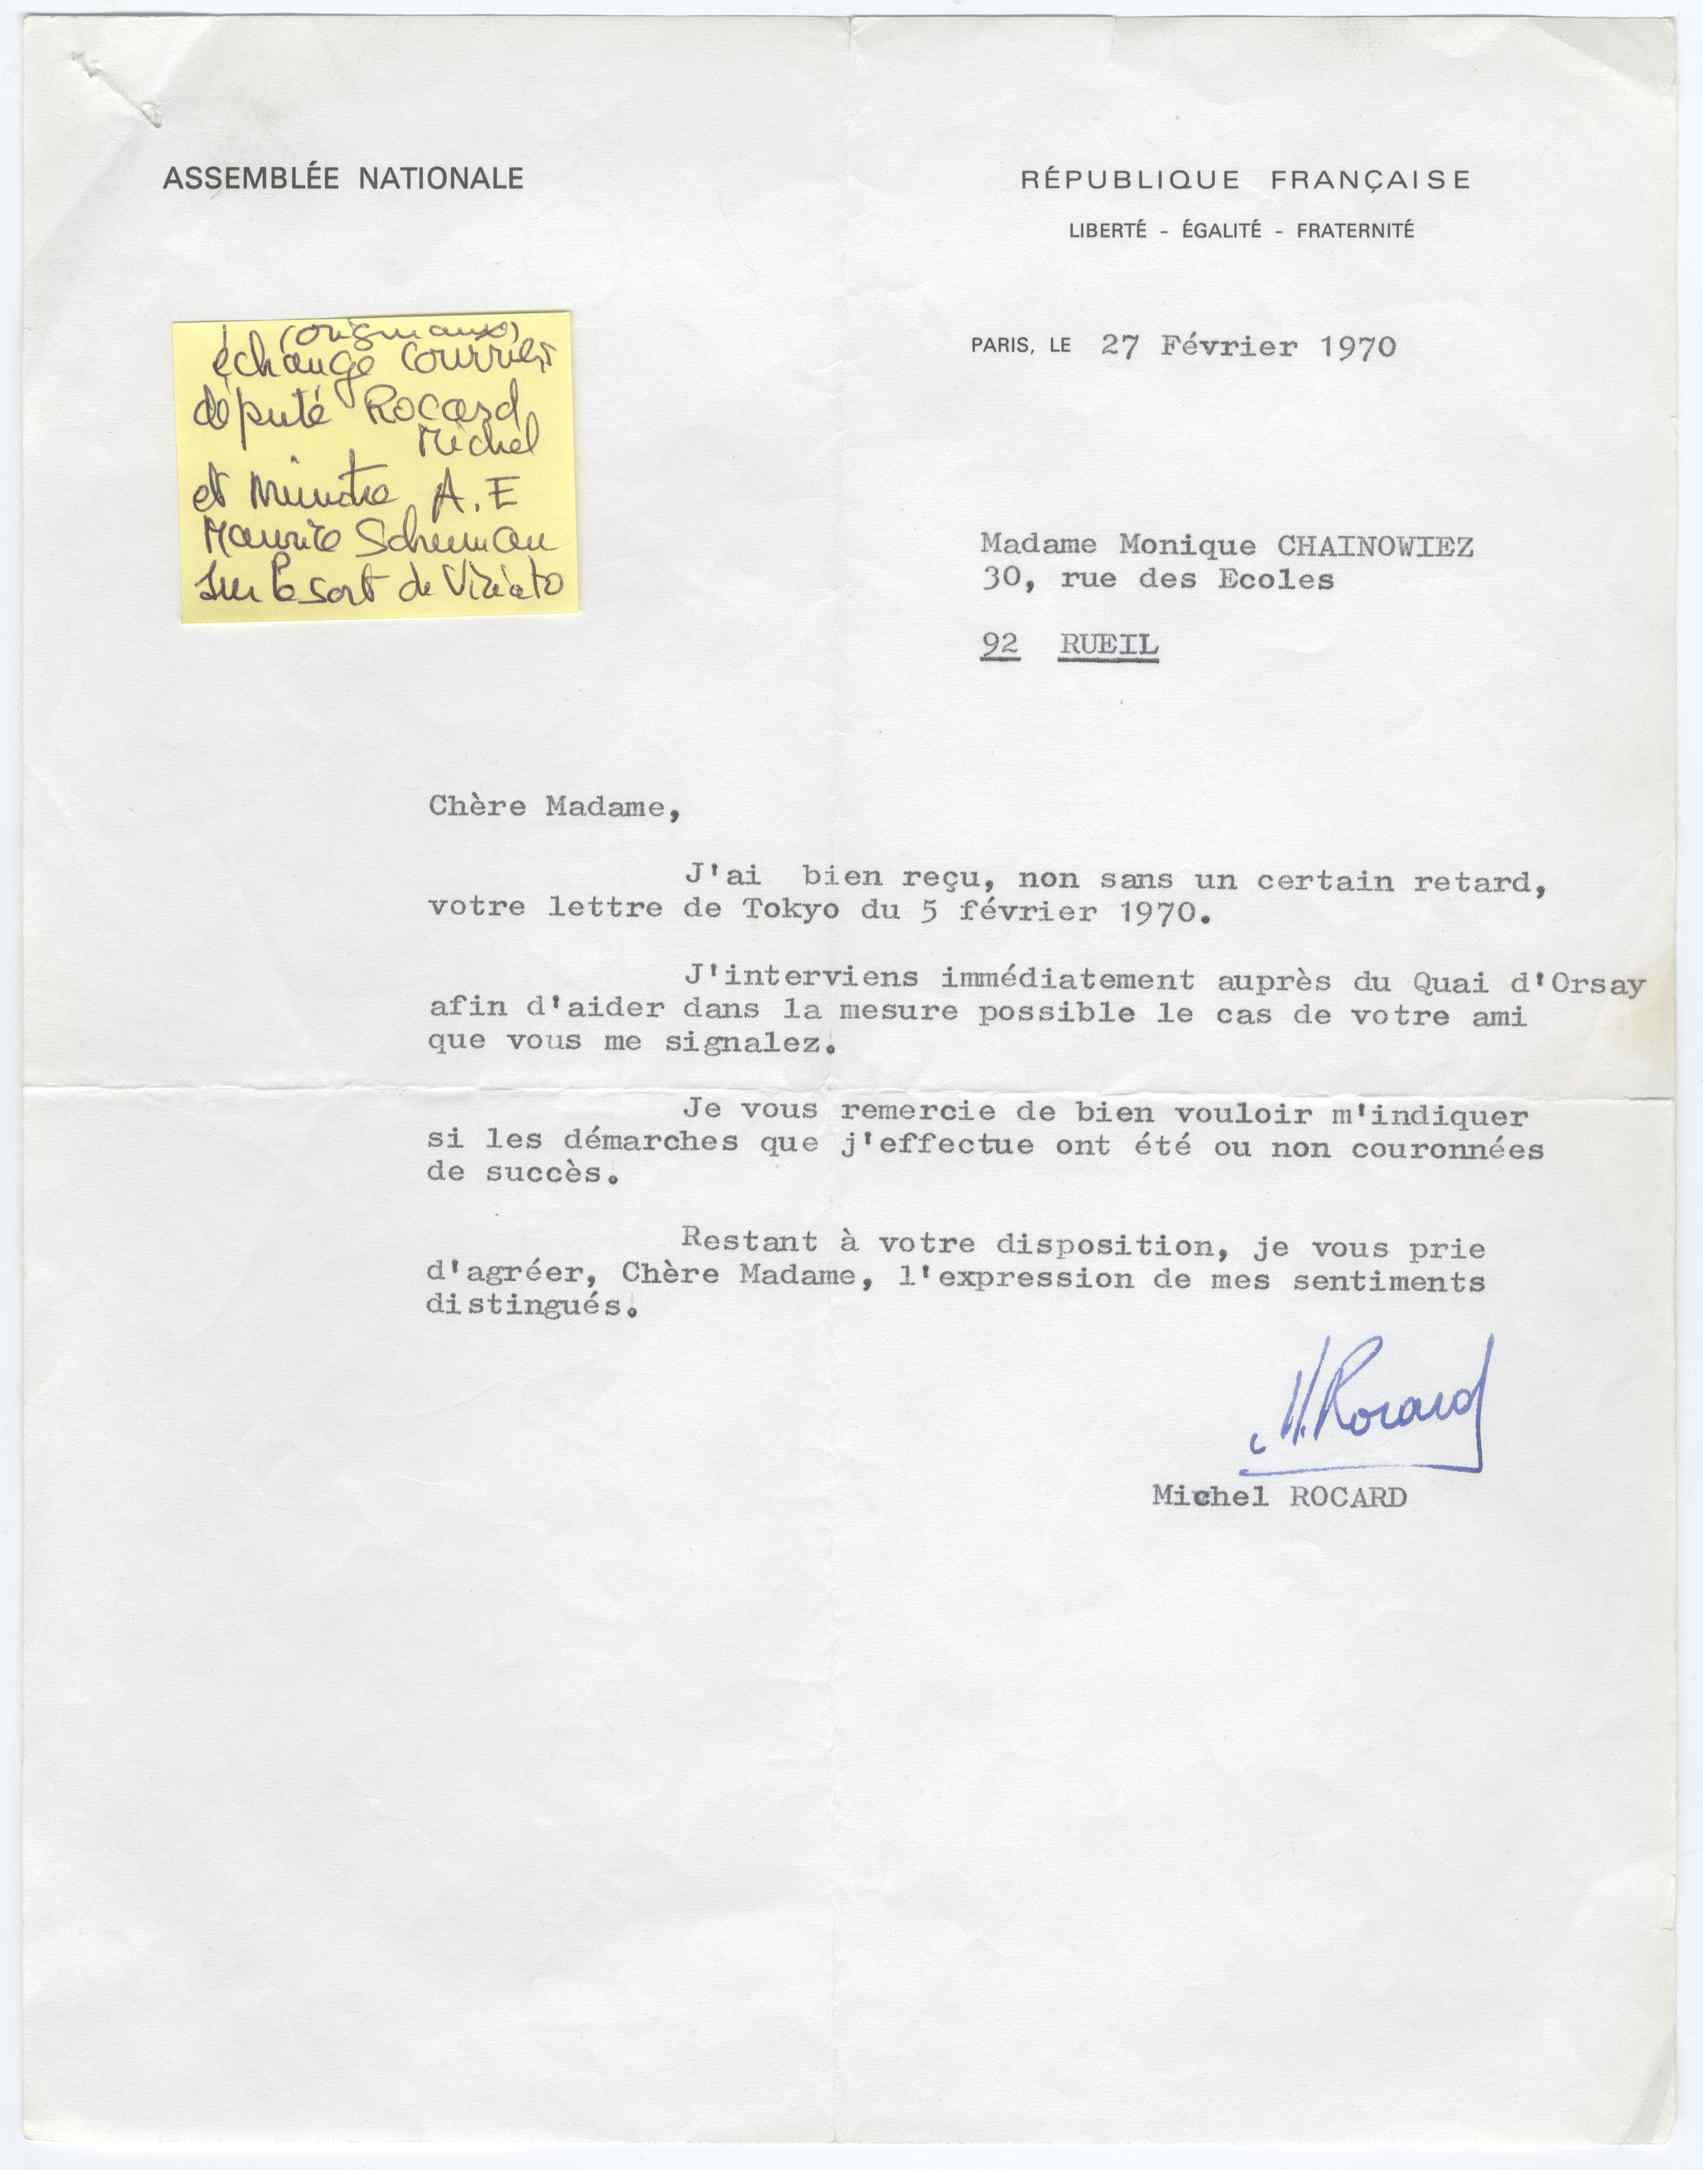 ASSEMBLÉE NATIONALE
RÉPUBLIQUE FRANÇAISE
LIBERTÉ - ÉGALITÉ - FRATERNITÉ
(originaux)
échange courrier
député Rocard
Michel
et Ministre A.E
Maurice Schuman
sur le sort de Viriato
PARIS, LE 27 Février 1970
Madame Monique CHAINOWIEZ
30, rue des Ecoles
92 RUEIL
Chère Madame,
J'ai bien reçu, non sans un certain retard,
votre lettre de Tokyo du 5 février 1970.
J'interviens immédiatement auprès du Quai d'Orsay
afin d'aider dans la mesure possible le cas de votre ami
que vous me signalez.
Je vous remercie de bien vouloir m'indiquer
si les démarches que j'effectue ont été ou non couronnées
de succès.
Restant à votre disposition, je vous prie
d'agréer, Chère Madame, l'expression de mes sentiments
distingués.
M. Rocard
Michel ROCARD